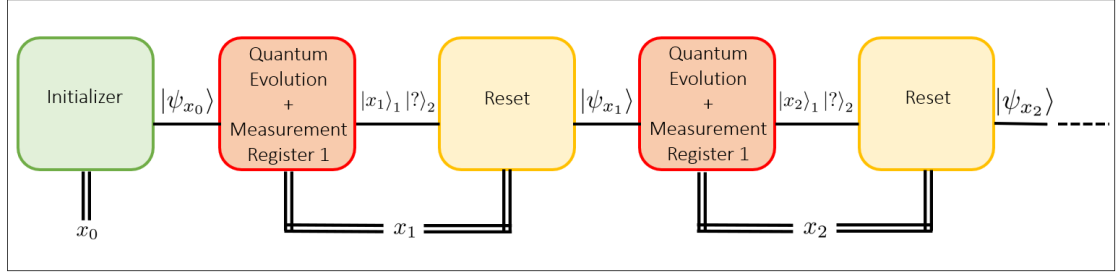 Initializer
|ψ_{x_0}⟩
Quantum
Evolution
+
Measurement
Register 1
|x_1⟩_1 |?⟩_2
Reset
|ψ_{x_1}⟩
Quantum
Evolution
+
Measurement
Register 1
|x_2⟩_1 |?⟩_2
Reset
|ψ_{x_2}⟩
x_0
x_1
x_2